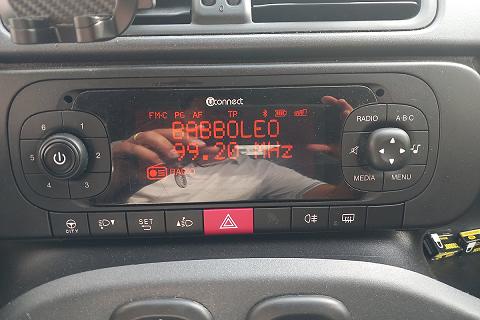 uconnect
FM-C PG AF TP
BABBOLEO
99.20 MHz
RADIO
6 1
5 2
4 3
RADIO A·B·C
MEDIA MENU
CITY
SET